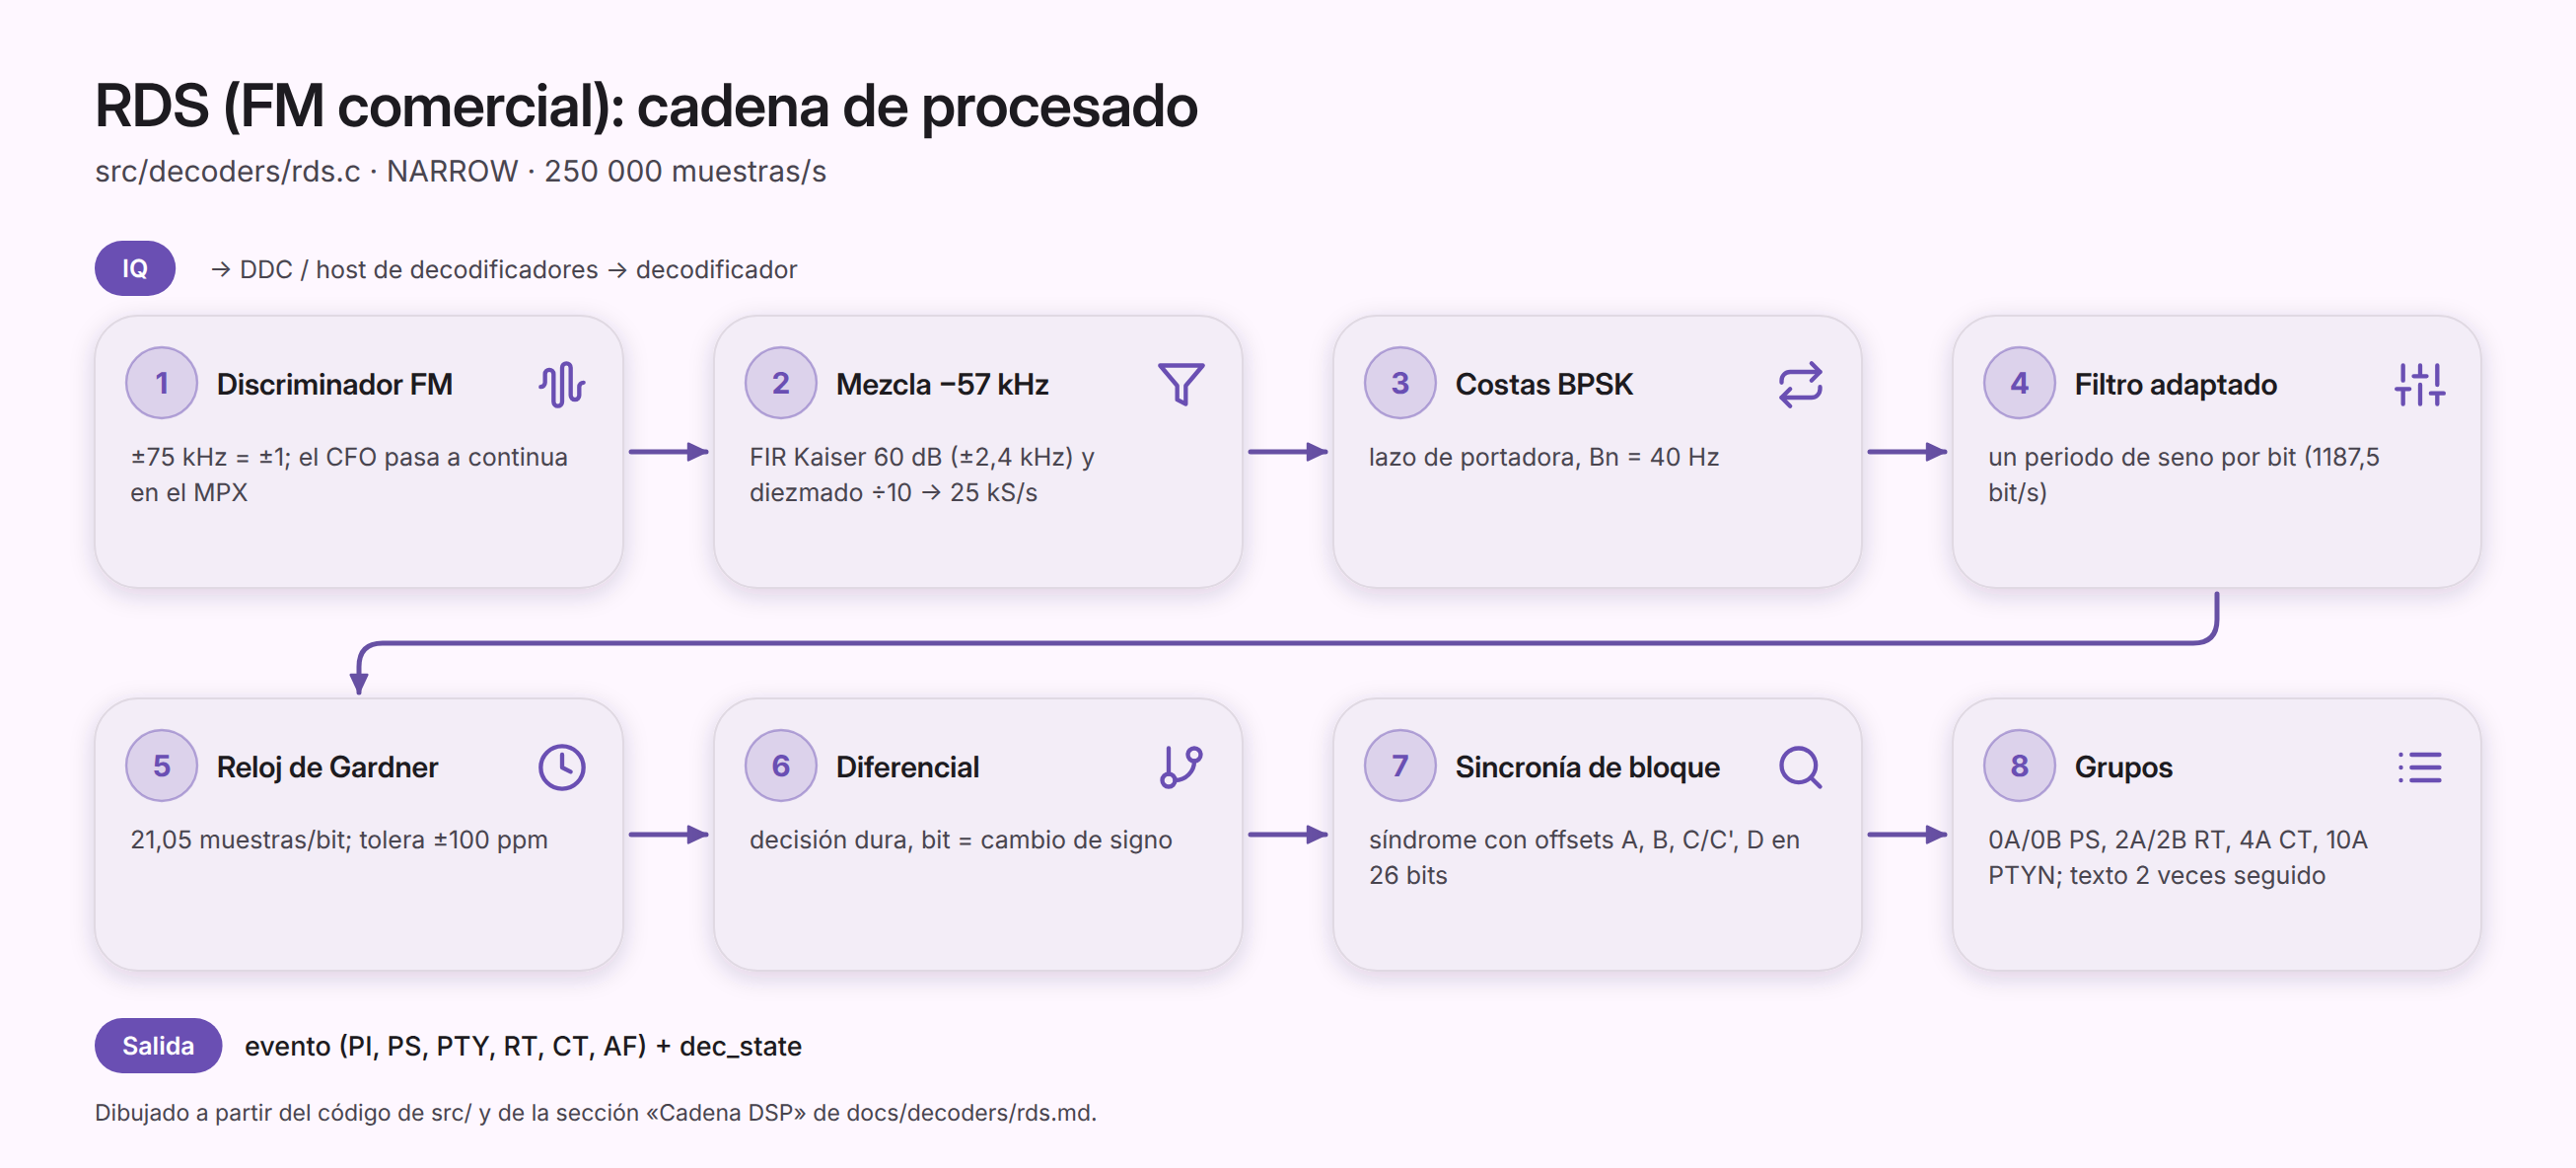 RDS (FM comercial): cadena de procesado
src/decoders/rds.c · NARROW · 250 000 muestras/s
IQ → DDC / host de decodificadores → decodificador
1 Discriminador FM
±75 kHz = ±1; el CFO pasa a continua
en el MPX
2 Mezcla −57 kHz
FIR Kaiser 60 dB (±2,4 kHz) y
diezmado ÷10 → 25 kS/s
3 Costas BPSK
lazo de portadora, Bn = 40 Hz
4 Filtro adaptado
un periodo de seno por bit (1187,5
bit/s)
5 Reloj de Gardner
21,05 muestras/bit; tolera ±100 ppm
6 Diferencial
decisión dura, bit = cambio de signo
7 Sincronía de bloque
síndrome con offsets A, B, C/C', D en
26 bits
8 Grupos
0A/0B PS, 2A/2B RT, 4A CT, 10A
PTYN; texto 2 veces seguido
Salida evento (PI, PS, PTY, RT, CT, AF) + dec_state
Dibujado a partir del código de src/ y de la sección «Cadena DSP» de docs/decoders/rds.md.